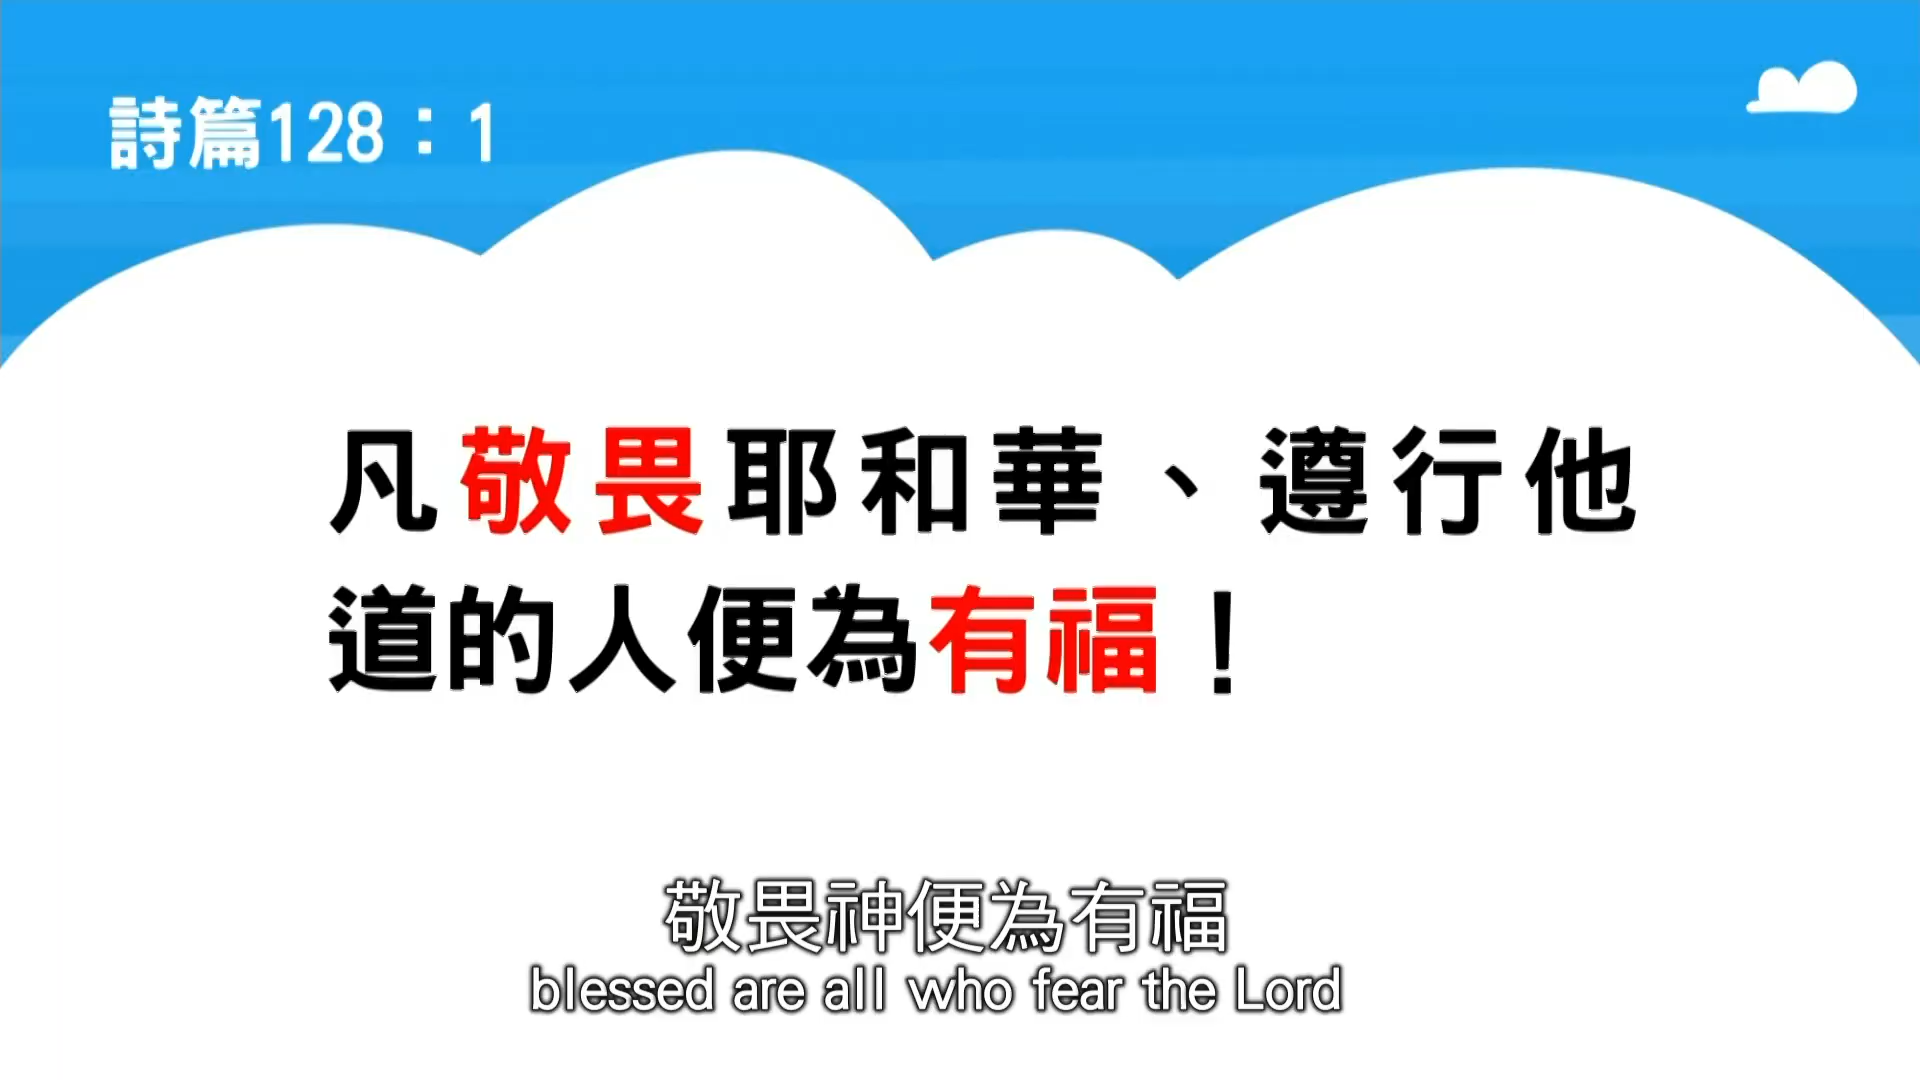 詩篇128：1
凡敬畏耶和華、遵行他
道的人便為有福！
敬畏神便為有福
blessed are all who fear the Lord